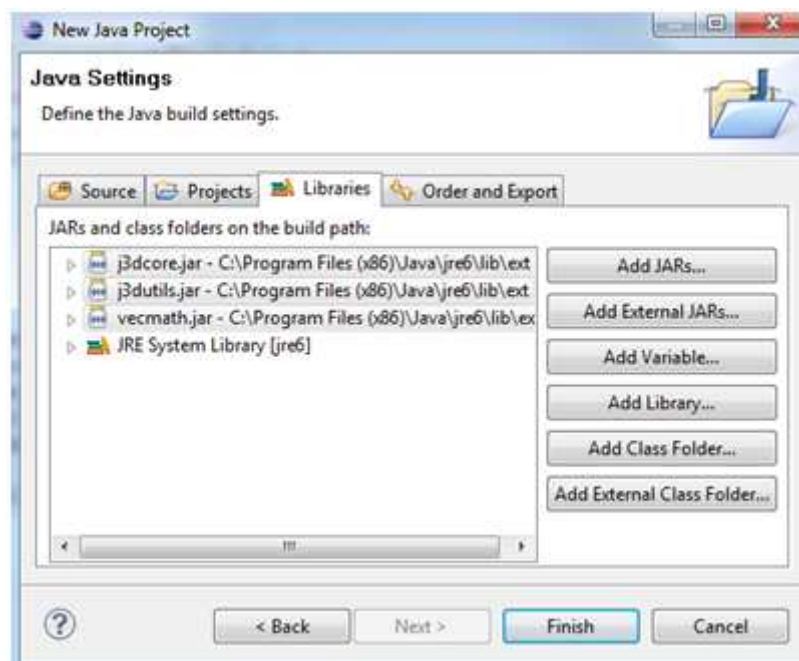 New Java Project
Java Settings
Define the Java build settings.
Source Projects Libraries Order and Export
JARs and class folders on the build path:
j3dcore.jar - C:\Program Files (x86)\Java\jre6\lib\ext
j3dutils.jar - C:\Program Files (x86)\Java\jre6\lib\ext
vecmath.jar - C:\Program Files (x86)\Java\jre6\lib\ex
JRE System Library [jre6]
Add JARs...
Add External JARs...
Add Variable...
Add Library...
Add Class Folder...
Add External Class Folder...
?
< Back Next > Finish Cancel